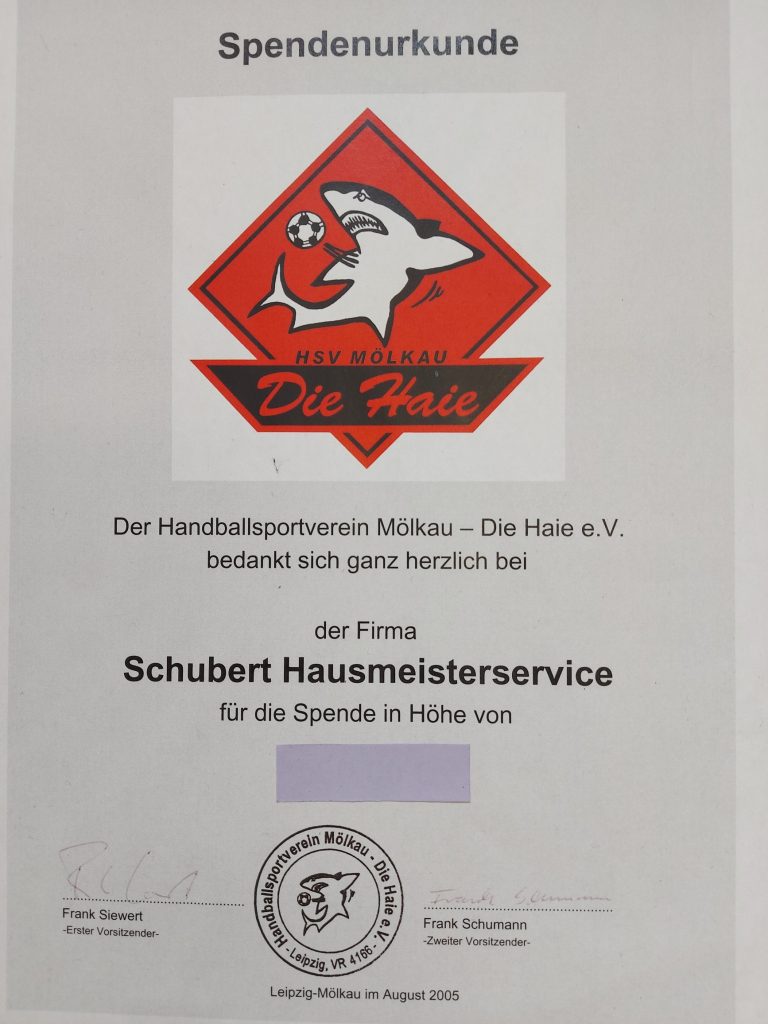 Spendenurkunde
HSV MÖLKAU
Die Haie
Der Handballsportverein Mölkau – Die Haie e.V.
bedankt sich ganz herzlich bei
der Firma
Schubert Hausmeisterservice
für die Spende in Höhe von
Handballsportverein Mölkau - Die Haie e.V. -
- Leipzig, VR 4166 -
Frank Schumann
Frank Siewert
-Erster Vorsitzender-
Frank Schumann
-Zweiter Vorsitzender-
Leipzig-Mölkau im August 2005